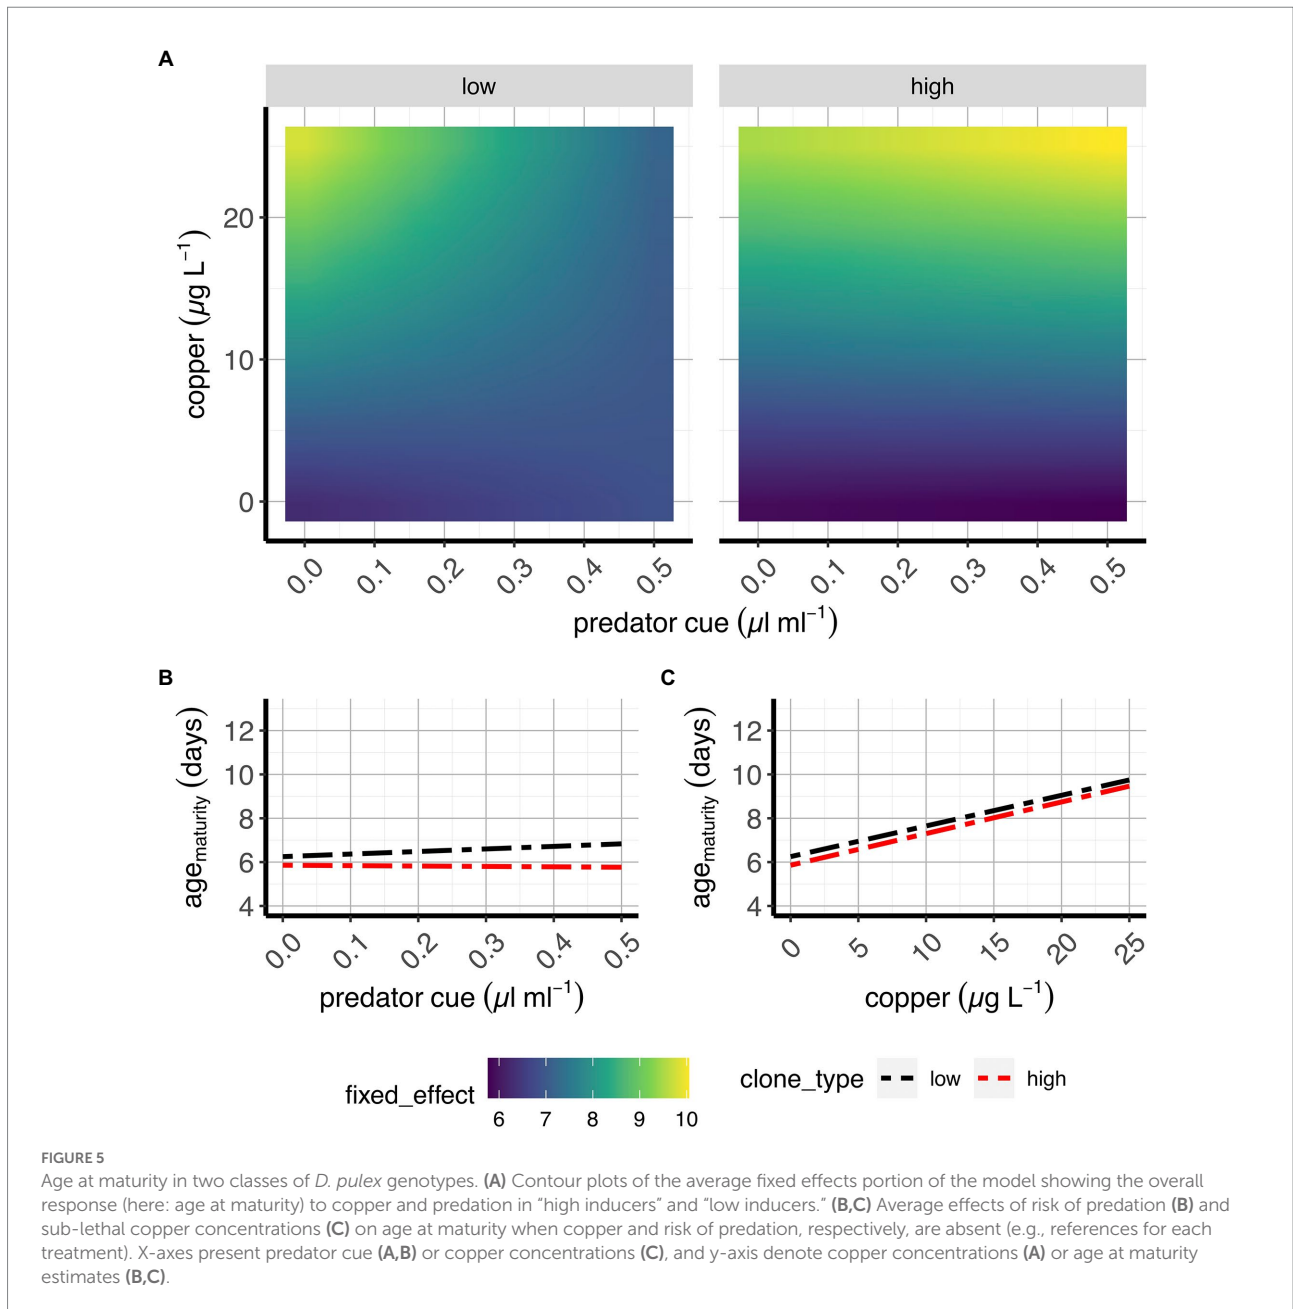 A
low
high
copper (µg L⁻¹)
20
10
0
0.0 0.1 0.2 0.3 0.4 0.5
0.0 0.1 0.2 0.3 0.4 0.5
predator cue (µl ml⁻¹)
B
age_maturity (days)
12
10
8
6
4
0.0 0.1 0.2 0.3 0.4 0.5
predator cue (µl ml⁻¹)
C
age_maturity (days)
12
10
8
6
4
0 5 10 15 20 25
copper (µg L⁻¹)
fixed_effect
6 7 8 9 10
clone_type low high
FIGURE 5
Age at maturity in two classes of D. pulex genotypes. (A) Contour plots of the average fixed effects portion of the model showing the overall
response (here: age at maturity) to copper and predation in “high inducers” and “low inducers.” (B,C) Average effects of risk of predation (B) and
sub-lethal copper concentrations (C) on age at maturity when copper and risk of predation, respectively, are absent (e.g., references for each
treatment). X-axes present predator cue (A,B) or copper concentrations (C), and y-axis denote copper concentrations (A) or age at maturity
estimates (B,C).